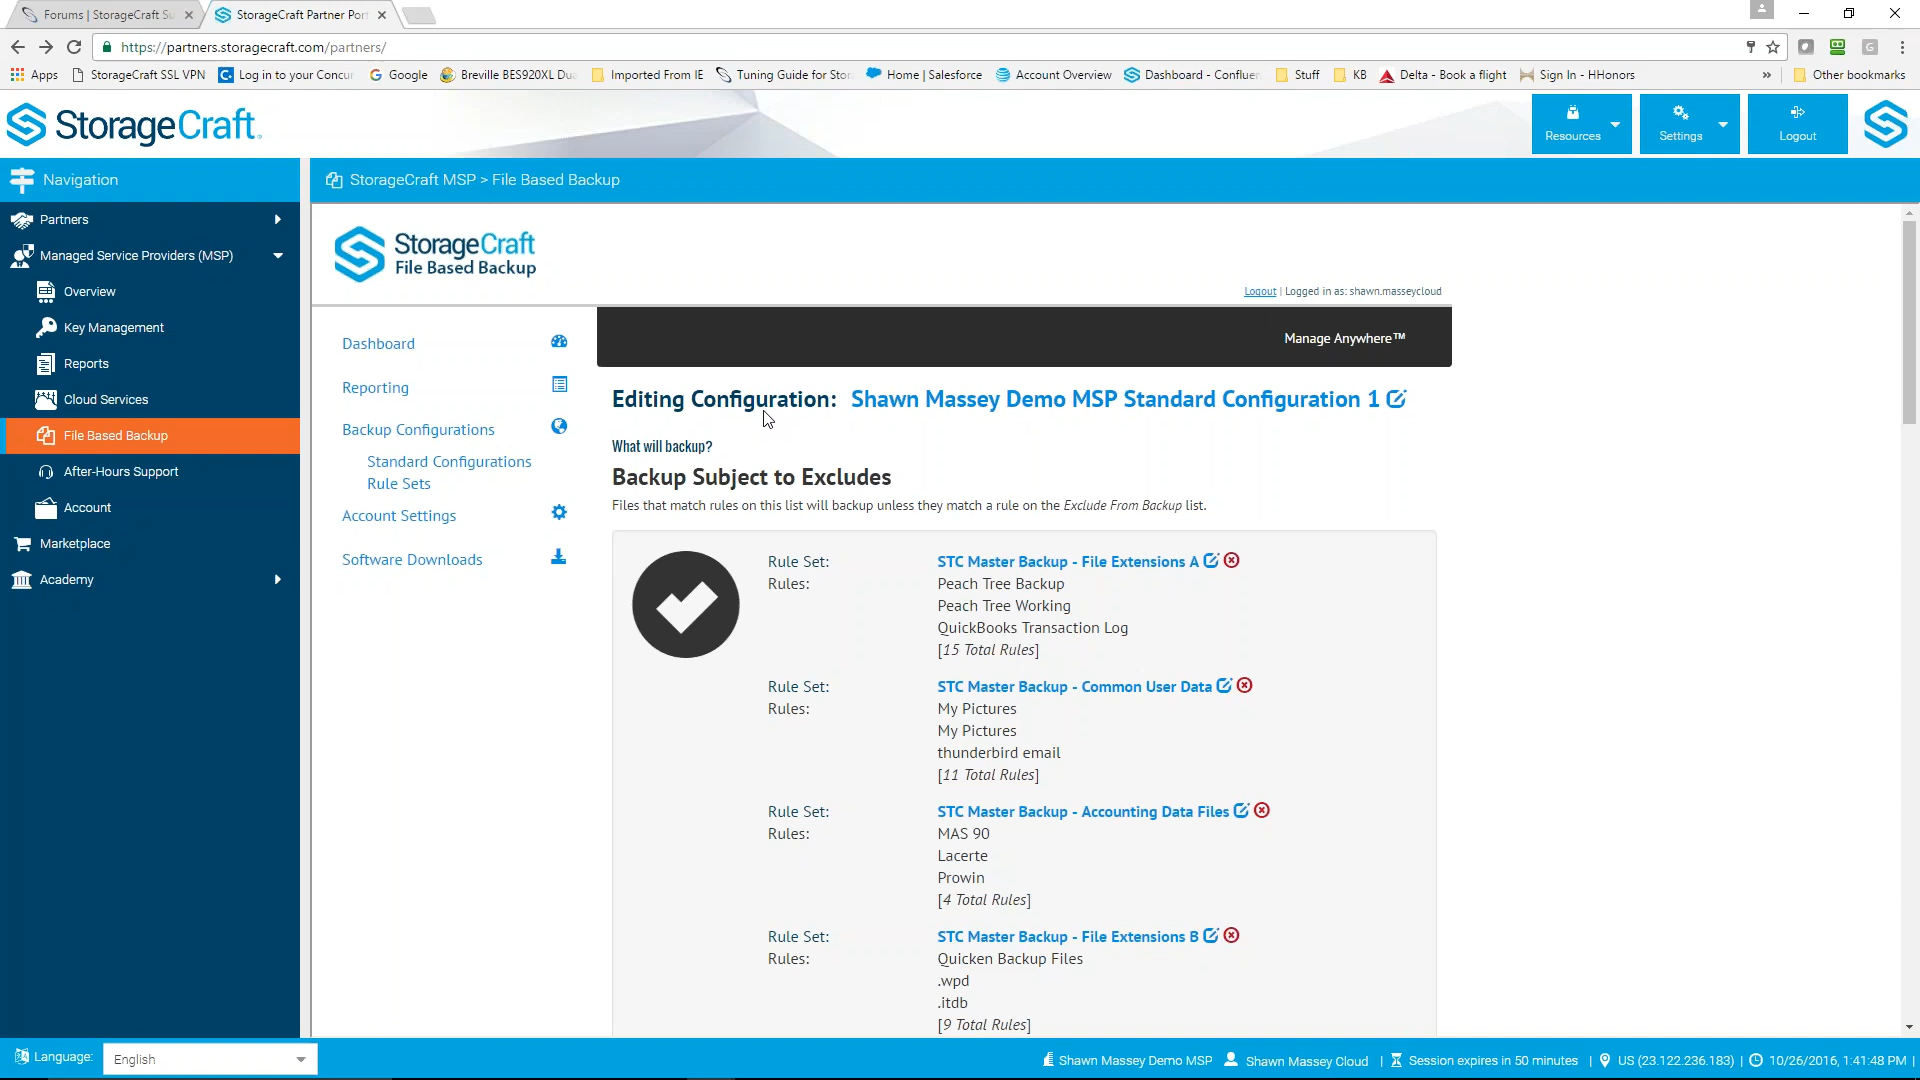 Forums | StorageCraft Su
StorageCraft Partner Por
https://partners.storagecraft.com/partners/
Apps
StorageCraft SSL VPN
Log in to your Concur
Google
Breville BES920XL Dua
Imported From IE
Tuning Guide for Stor
Home | Salesforce
Account Overview
Dashboard - Confluen
Stuff
KB
Delta - Book a flight
Sign In - HHonors
»
Other bookmarks
StorageCraft
Resources
Settings
Logout
Navigation
StorageCraft MSP > File Based Backup
Partners
Managed Service Providers (MSP)
Overview
Key Management
Reports
Cloud Services
File Based Backup
After-Hours Support
Account
Marketplace
Academy
StorageCraft
File Based Backup
Logout | Logged in as: shawn.masseycloud
Dashboard
Reporting
Backup Configurations
Standard Configurations
Rule Sets
Account Settings
Software Downloads
Manage Anywhere™
Editing Configuration: Shawn Massey Demo MSP Standard Configuration 1
What will backup?
Backup Subject to Excludes
Files that match rules on this list will backup unless they match a rule on the Exclude From Backup list.
Rule Set: STC Master Backup - File Extensions A
Rules: Peach Tree Backup
Peach Tree Working
QuickBooks Transaction Log
[15 Total Rules]
Rule Set: STC Master Backup - Common User Data
Rules: My Pictures
My Pictures
thunderbird email
[11 Total Rules]
Rule Set: STC Master Backup - Accounting Data Files
Rules: MAS 90
Lacerte
Prowin
[4 Total Rules]
Rule Set: STC Master Backup - File Extensions B
Rules: Quicken Backup Files
.wpd
.itdb
[9 Total Rules]
Language: English
Shawn Massey Demo MSP Shawn Massey Cloud | Session expires in 50 minutes | US (23.122.236.183) | 10/26/2016, 1:41:48 PM |